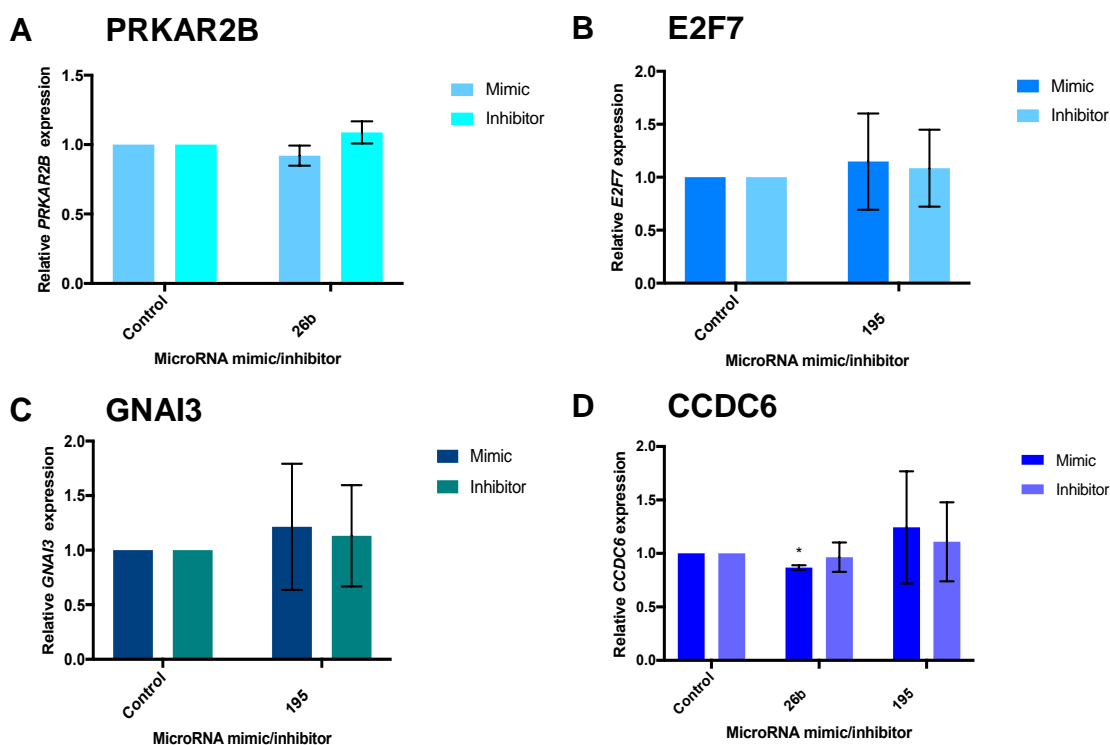 A PRKAR2B
Relative PRKAR2B expression
1.5
1.0
0.5
0.0
Control
26b
MicroRNA mimic/inhibitor
Mimic
Inhibitor
B E2F7
Relative E2F7 expression
2.0
1.5
1.0
0.5
0.0
Control
195
MicroRNA mimic/inhibitor
Mimic
Inhibitor
C GNAI3
Relative GNAI3 expression
2.0
1.5
1.0
0.5
0.0
Control
195
MicroRNA mimic/inhibitor
Mimic
Inhibitor
D CCDC6
Relative CCDC6 expression
2.0
1.5
1.0
0.5
0.0
*
Control
26b
195
MicroRNA mimic/inhibitor
Mimic
Inhibitor